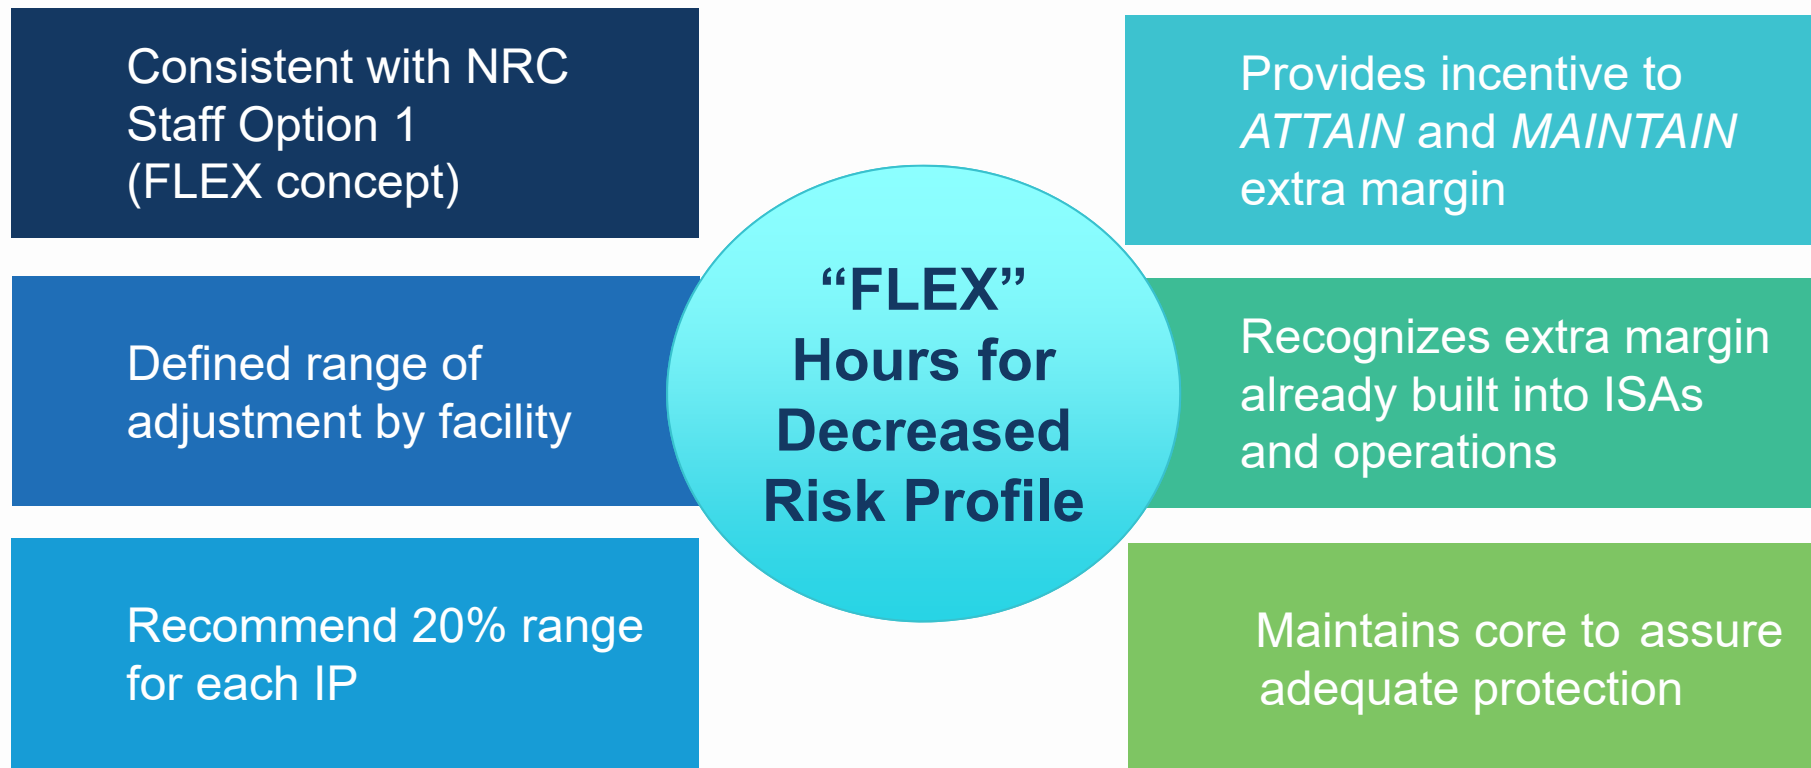 Consistent with NRC
Staff Option 1
(FLEX concept)
Defined range of
adjustment by facility
Recommend 20% range
for each IP
“FLEX”
Hours for
Decreased
Risk Profile
Provides incentive to
ATTAIN and MAINTAIN
extra margin
Recognizes extra margin
already built into ISAs
and operations
Maintains core to assure
adequate protection